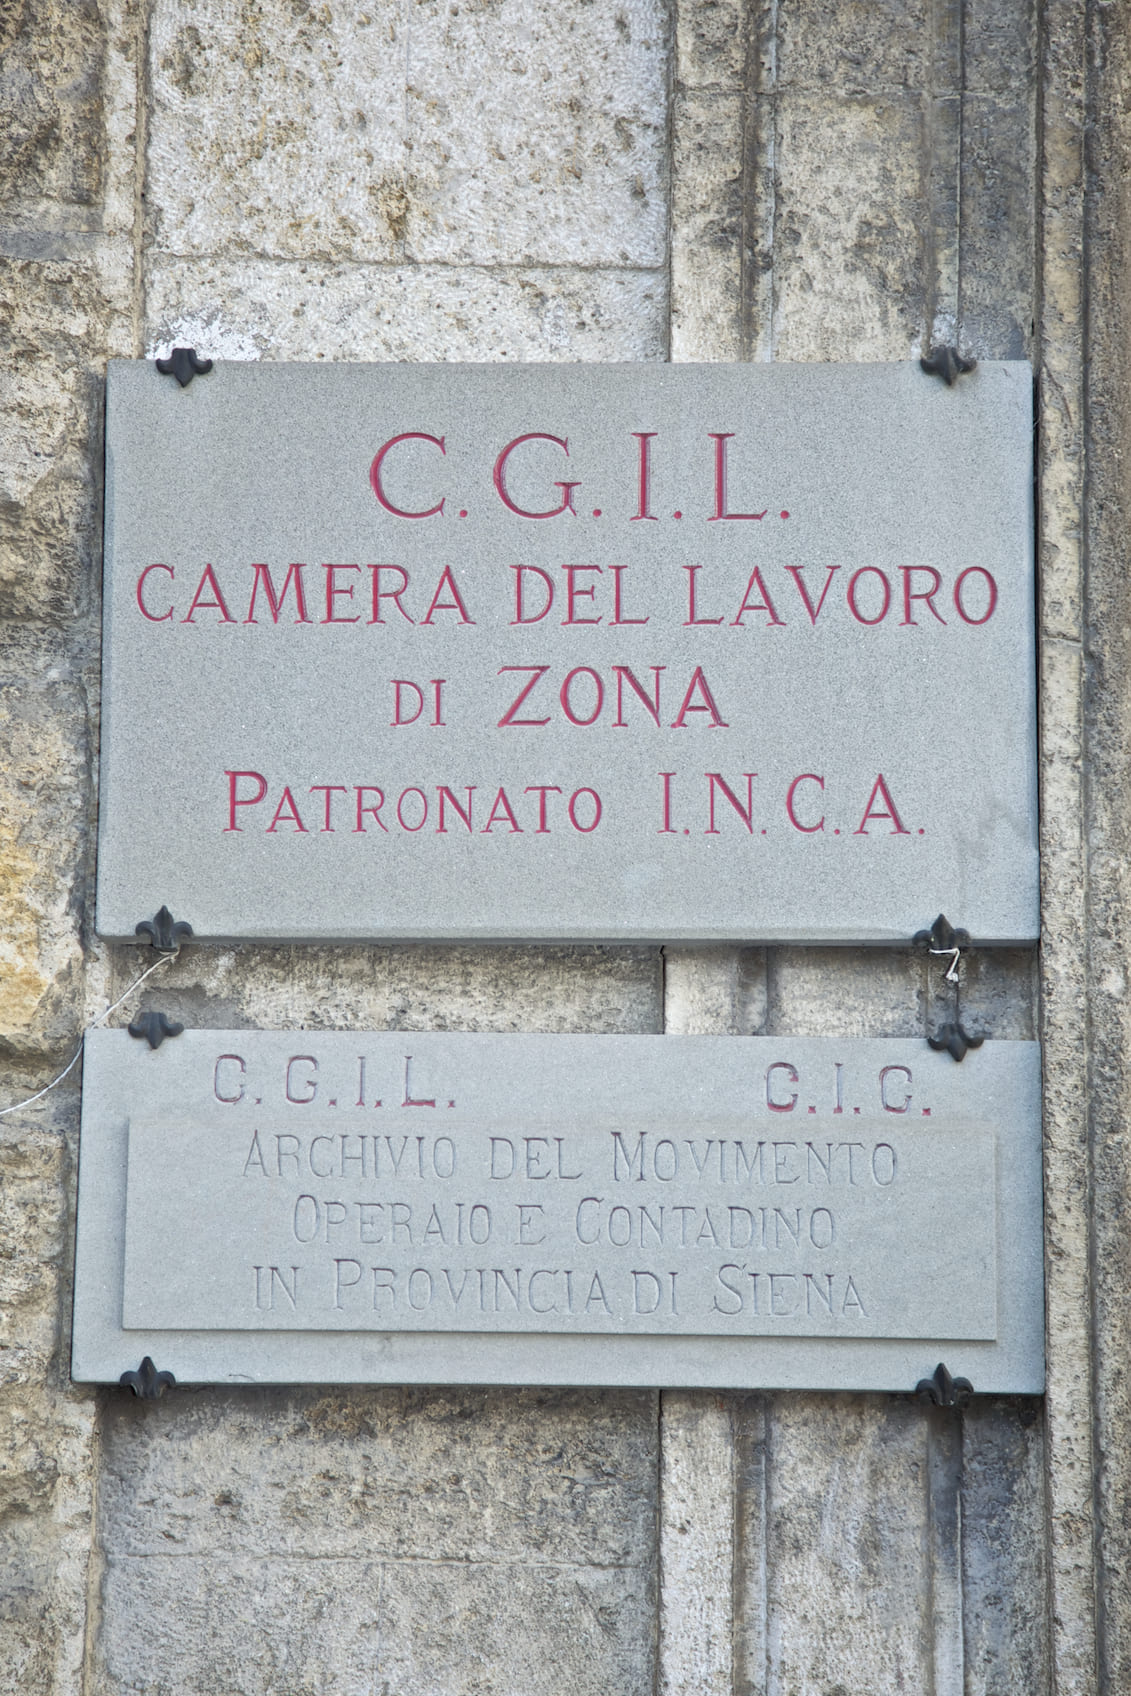 C.G.I.L.
CAMERA DEL LAVORO
DI ZONA
PATRONATO I.N.C.A.
C.G.I.L. C.I.C.
ARCHIVIO DEL MOVIMENTO
OPERAIO E CONTADINO
IN PROVINCIA DI SIENA